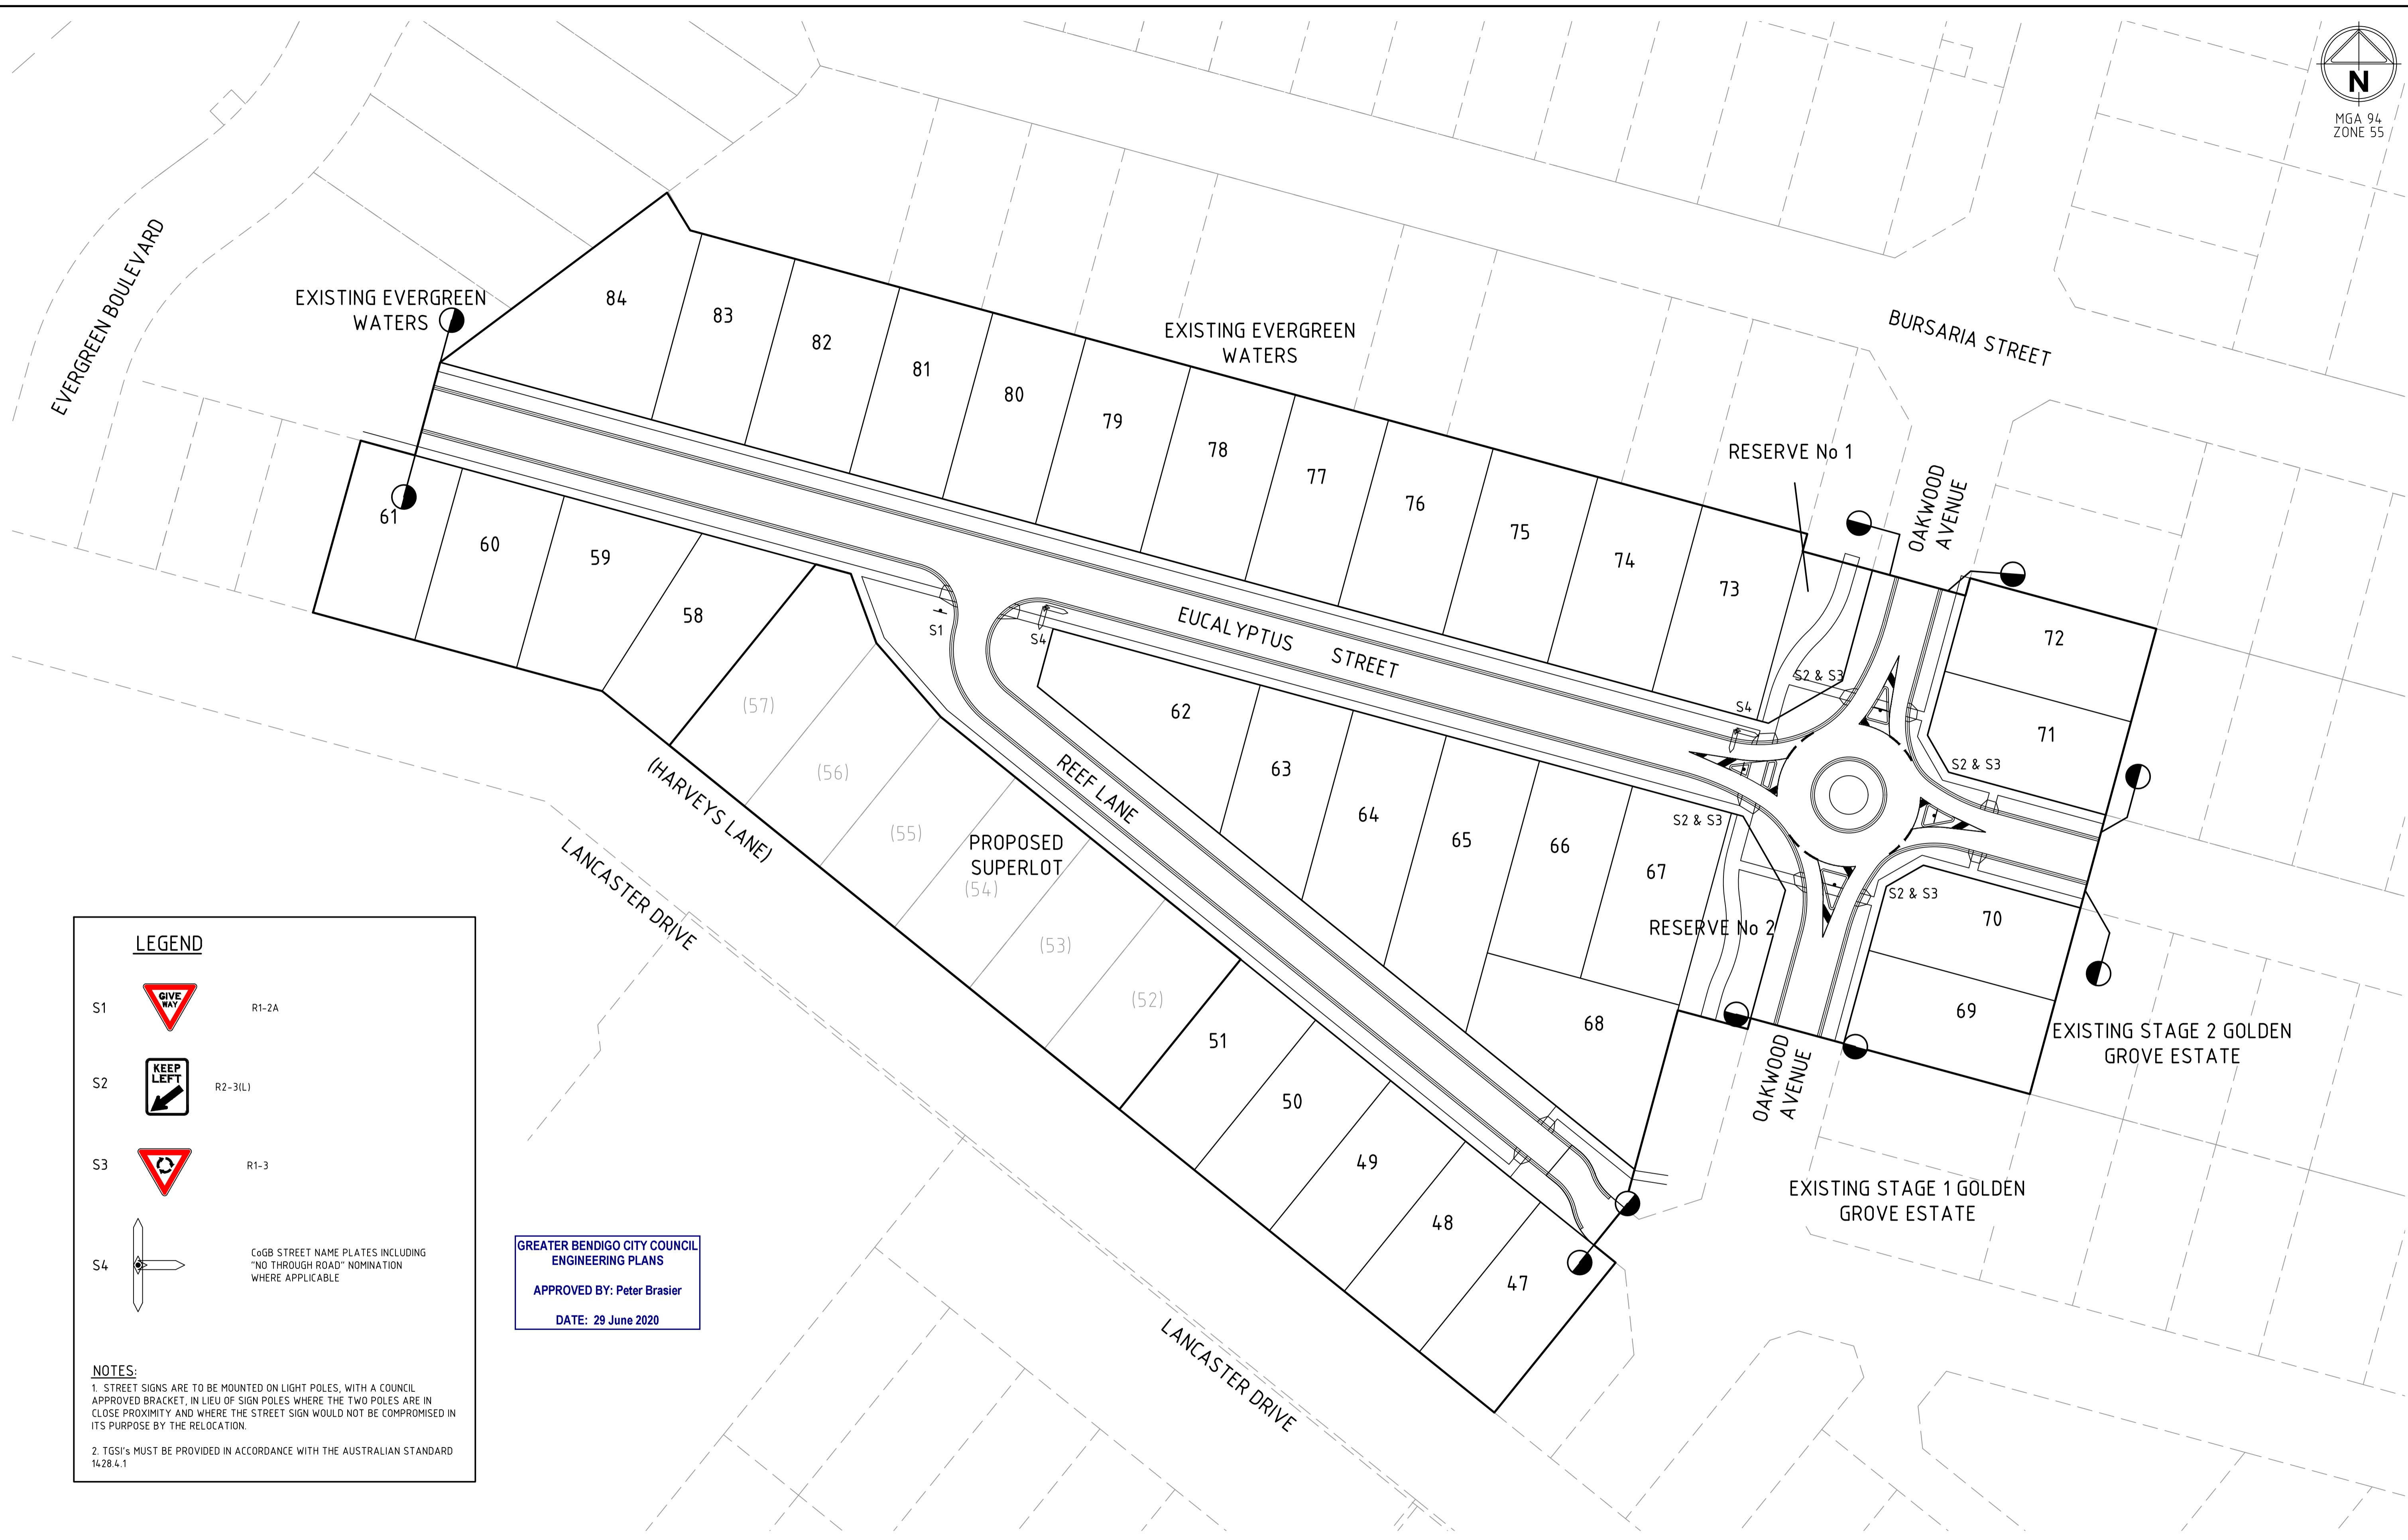 N
MGA 94
ZONE 55
EVERGREEN BOULEVARD
EXISTING EVERGREEN
WATERS
EXISTING EVERGREEN
WATERS
BURSARIA STREET
84
83
82
81
80
79
78
77
76
75
74
73
RESERVE No 1
OAKWOOD
AVENUE
72
71
61
60
59
58
S1
S4
EUCALYPTUS STREET
S2 & S3
S4
S2 & S3
S2 & S3
S2 & S3
62
63
64
65
66
67
68
RESERVE No 2
70
69
REEF LANE
(57)
(56)
(55)
(54)
(53)
(52)
PROPOSED
SUPERLOT
(HARVEYS LANE)
LANCASTER DRIVE
51
50
49
48
47
OAKWOOD
AVENUE
EXISTING STAGE 2 GOLDEN
GROVE ESTATE
EXISTING STAGE 1 GOLDEN
GROVE ESTATE
LANCASTER DRIVE
LEGEND
S1
GIVE
WAY
R1-2A
S2
KEEP
LEFT
R2-3(L)
S3
R1-3
S4
CoGB STREET NAME PLATES INCLUDING
"NO THROUGH ROAD" NOMINATION
WHERE APPLICABLE
NOTES:
1. STREET SIGNS ARE TO BE MOUNTED ON LIGHT POLES, WITH A COUNCIL
APPROVED BRACKET, IN LIEU OF SIGN POLES WHERE THE TWO POLES ARE IN
CLOSE PROXIMITY AND WHERE THE STREET SIGN WOULD NOT BE COMPROMISED IN
ITS PURPOSE BY THE RELOCATION.
2. TGSI's MUST BE PROVIDED IN ACCORDANCE WITH THE AUSTRALIAN STANDARD
1428.4.1
GREATER BENDIGO CITY COUNCIL
ENGINEERING PLANS
APPROVED BY: Peter Brasier
DATE: 29 June 2020